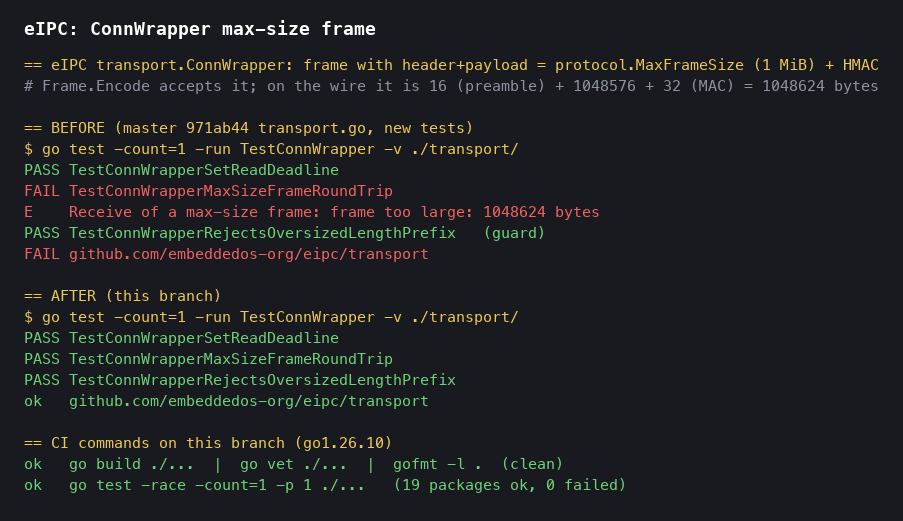 eIPC: ConnWrapper max-size frame
== eIPC transport.ConnWrapper: frame with header+payload = protocol.MaxFrameSize (1 MiB) + HMAC
# Frame.Encode accepts it; on the wire it is 16 (preamble) + 1048576 + 32 (MAC) = 1048624 bytes
== BEFORE (master 971ab44 transport.go, new tests)
$ go test -count=1 -run TestConnWrapper -v ./transport/
PASS TestConnWrapperSetReadDeadline
FAIL TestConnWrapperMaxSizeFrameRoundTrip
E    Receive of a max-size frame: frame too large: 1048624 bytes
PASS TestConnWrapperRejectsOversizedLengthPrefix   (guard)
FAIL github.com/embeddedos-org/eipc/transport
== AFTER (this branch)
$ go test -count=1 -run TestConnWrapper -v ./transport/
PASS TestConnWrapperSetReadDeadline
PASS TestConnWrapperMaxSizeFrameRoundTrip
PASS TestConnWrapperRejectsOversizedLengthPrefix
ok   github.com/embeddedos-org/eipc/transport
== CI commands on this branch (go1.26.10)
ok   go build ./...  |  go vet ./...  |  gofmt -l .  (clean)
ok   go test -race -count=1 -p 1 ./...   (19 packages ok, 0 failed)